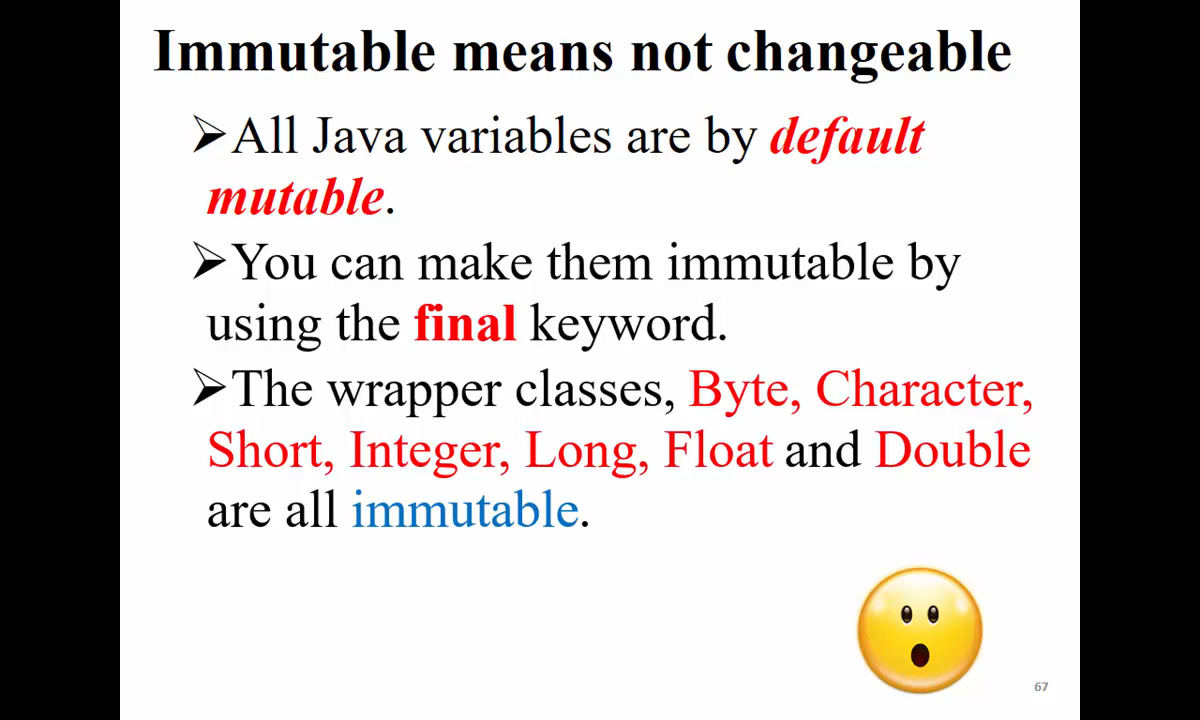 Immutable means not changeable
➢All Java variables are by default
mutable.
➢You can make them immutable by
using the final keyword.
➢The wrapper classes, Byte, Character,
Short, Integer, Long, Float and Double
are all immutable.
67